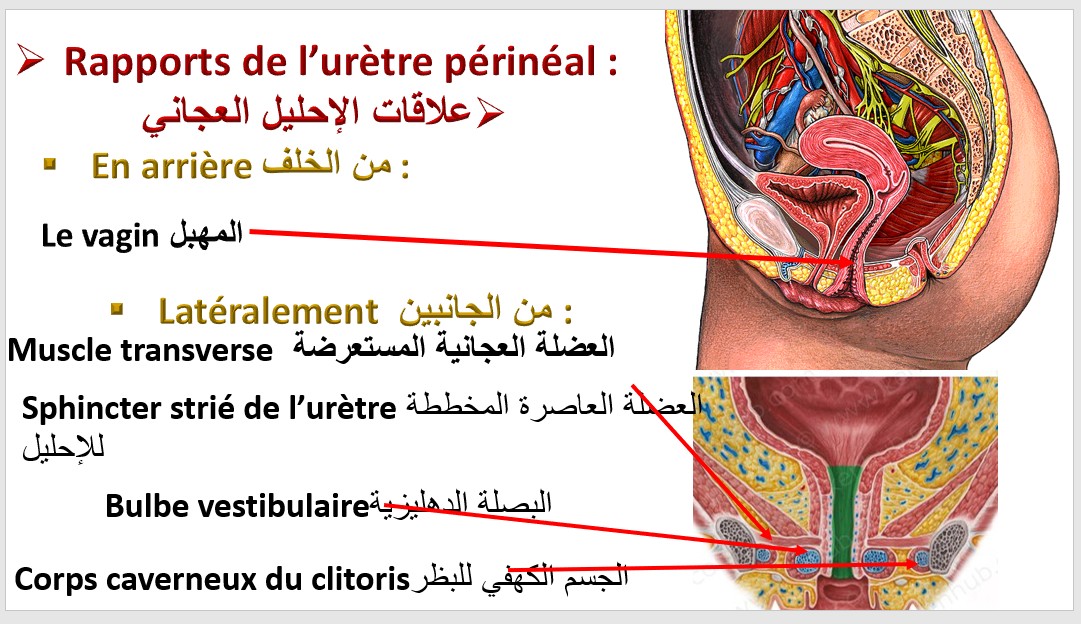 Rapports de l’urètre périnéal :
علاقات الإحليل العجاني
En arrière من الخلف :
Le vagin المهبل
Latéralement من الجانبين :
Muscle transverse العضلة العجانية المستعرضة
Sphincter strié de l’urètre العضلة العاصرة المخططة
للإحليل
Bulbe vestibulaire البصلة الدهليزية
Corps caverneux du clitoris الجسم الكهفي للبظر